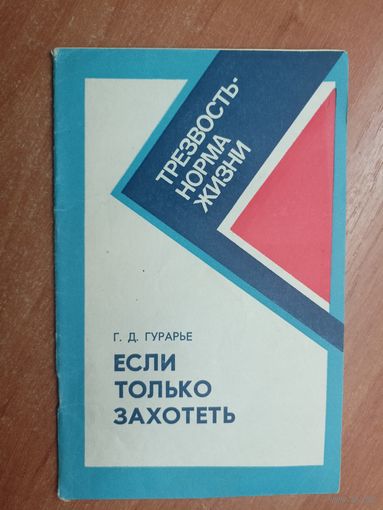 ТРЕЗВОСТЬ-
НОРМА
ЖИЗНИ
Г. Д. ГУРАРЬЕ
ЕСЛИ
ТОЛЬКО
ЗАХОТЕТЬ